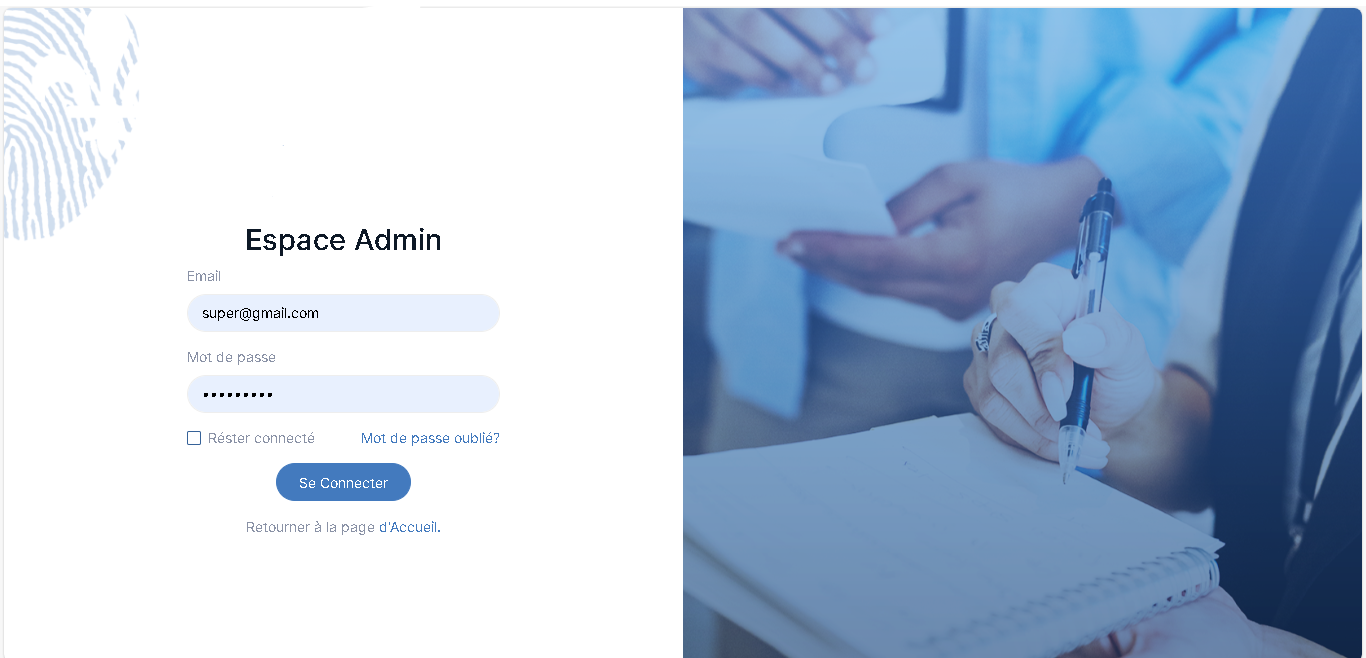 Espace Admin
Email
super@gmail.com
Mot de passe
•••••••••
Réster connecté Mot de passe oublié?
Se Connecter
Retourner à la page d'Accueil.